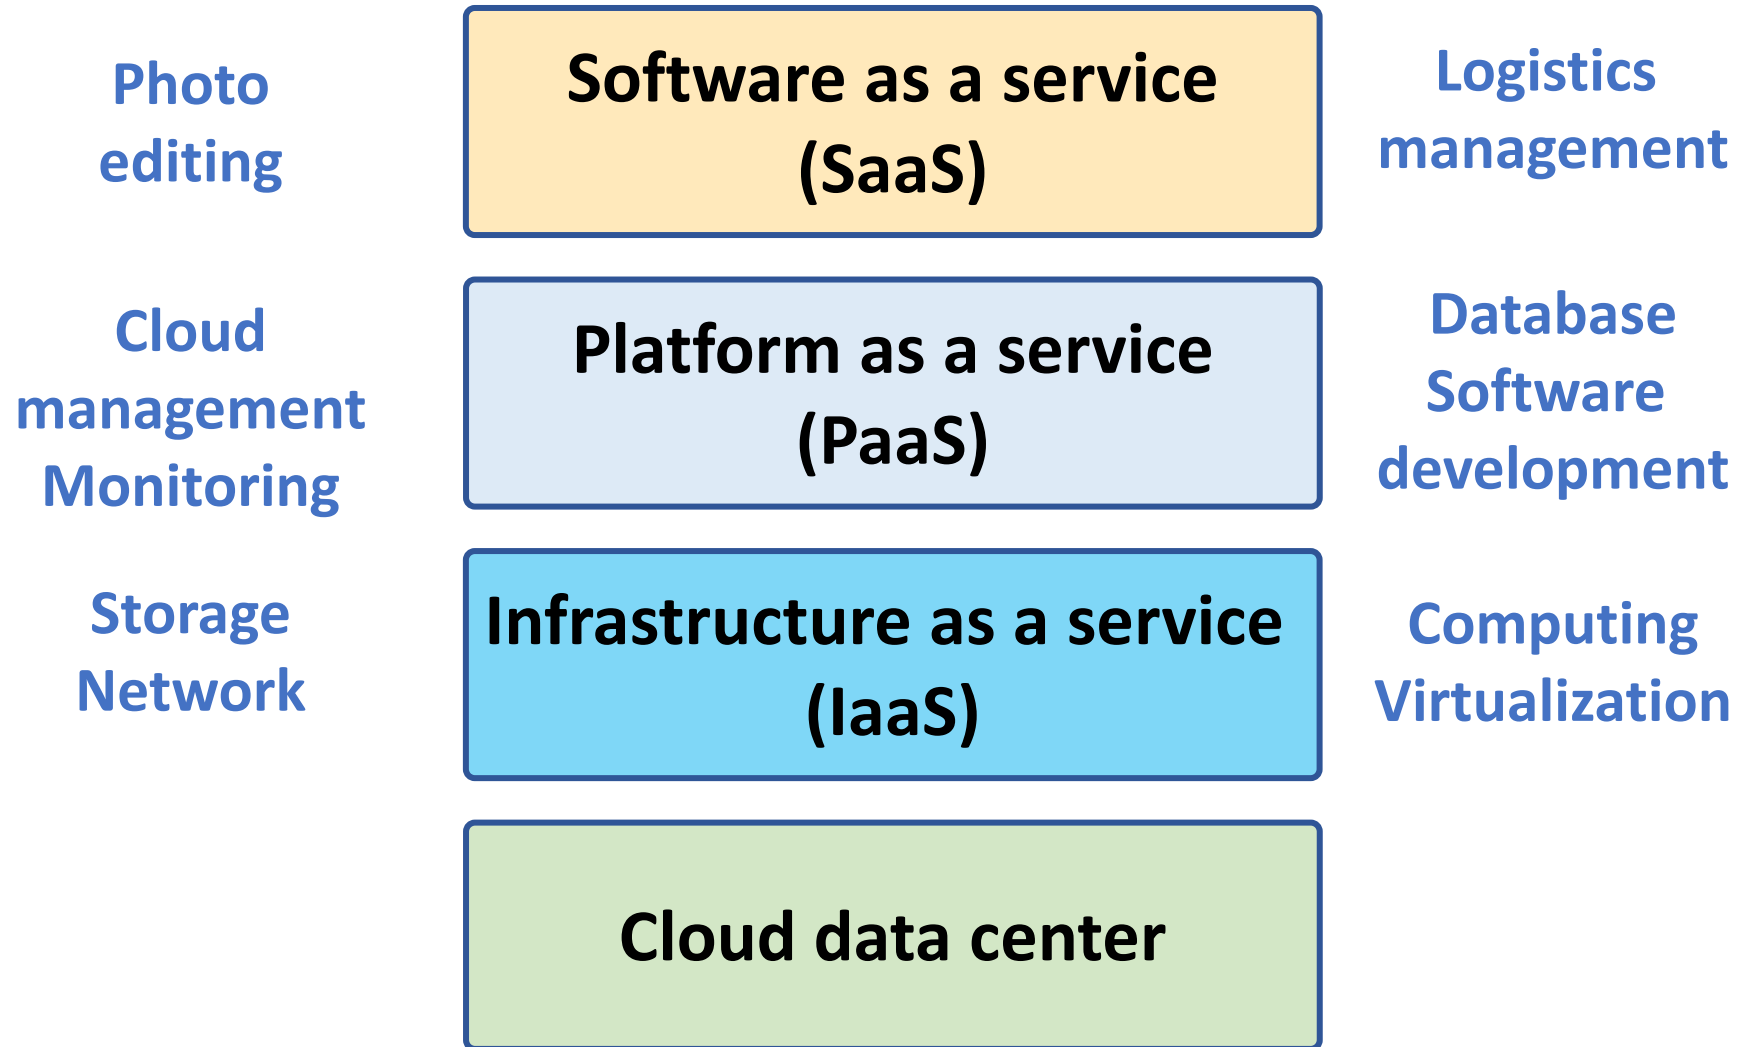 Photo
editing
Software as a service
(SaaS)
Logistics
management
Cloud
management
Monitoring
Platform as a service
(PaaS)
Database
Software
development
Storage
Network
Infrastructure as a service
(IaaS)
Computing
Virtualization
Cloud data center